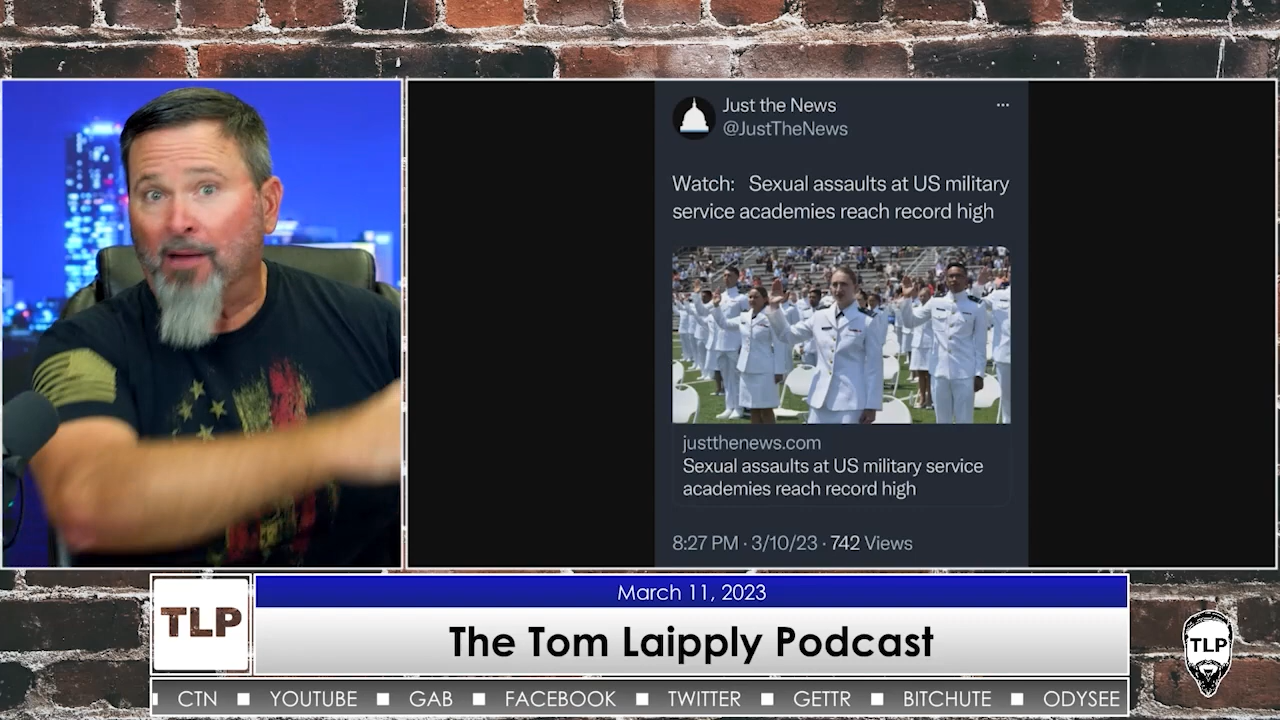 Just the News
@JustTheNews
...
Watch: Sexual assaults at US military
service academies reach record high
justthenews.com
Sexual assaults at US military service
academies reach record high
8:27 PM · 3/10/23 · 742 Views
March 11, 2023
TLP
The Tom Laipply Podcast
TLP
CTN ■ YOUTUBE ■ GAB ■ FACEBOOK ■ TWITTER ■ GETTR ■ BITCHUTE ■ ODYSEE